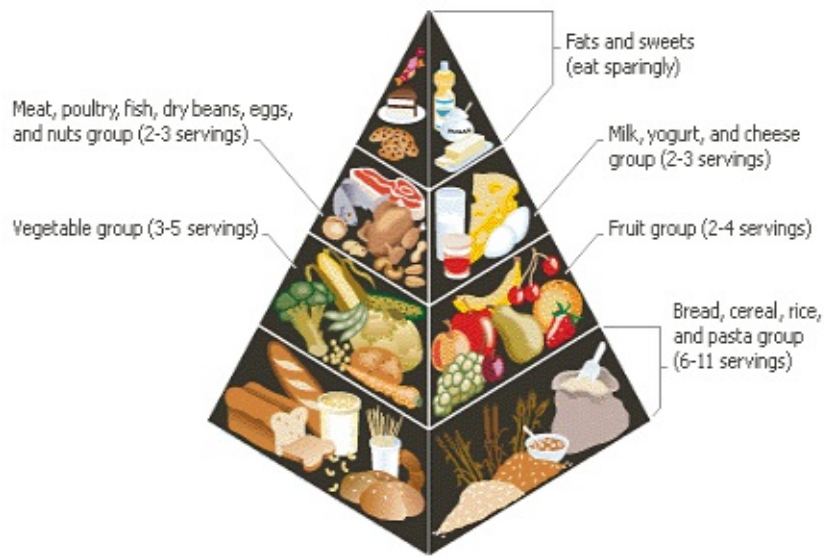 Fats and sweets
(eat sparingly)
Meat, poultry, fish, dry beans, eggs,
and nuts group (2-3 servings)
Milk, yogurt, and cheese
group (2-3 servings)
Vegetable group (3-5 servings)
Fruit group (2-4 servings)
Bread, cereal, rice,
and pasta group
(6-11 servings)
SUGAR